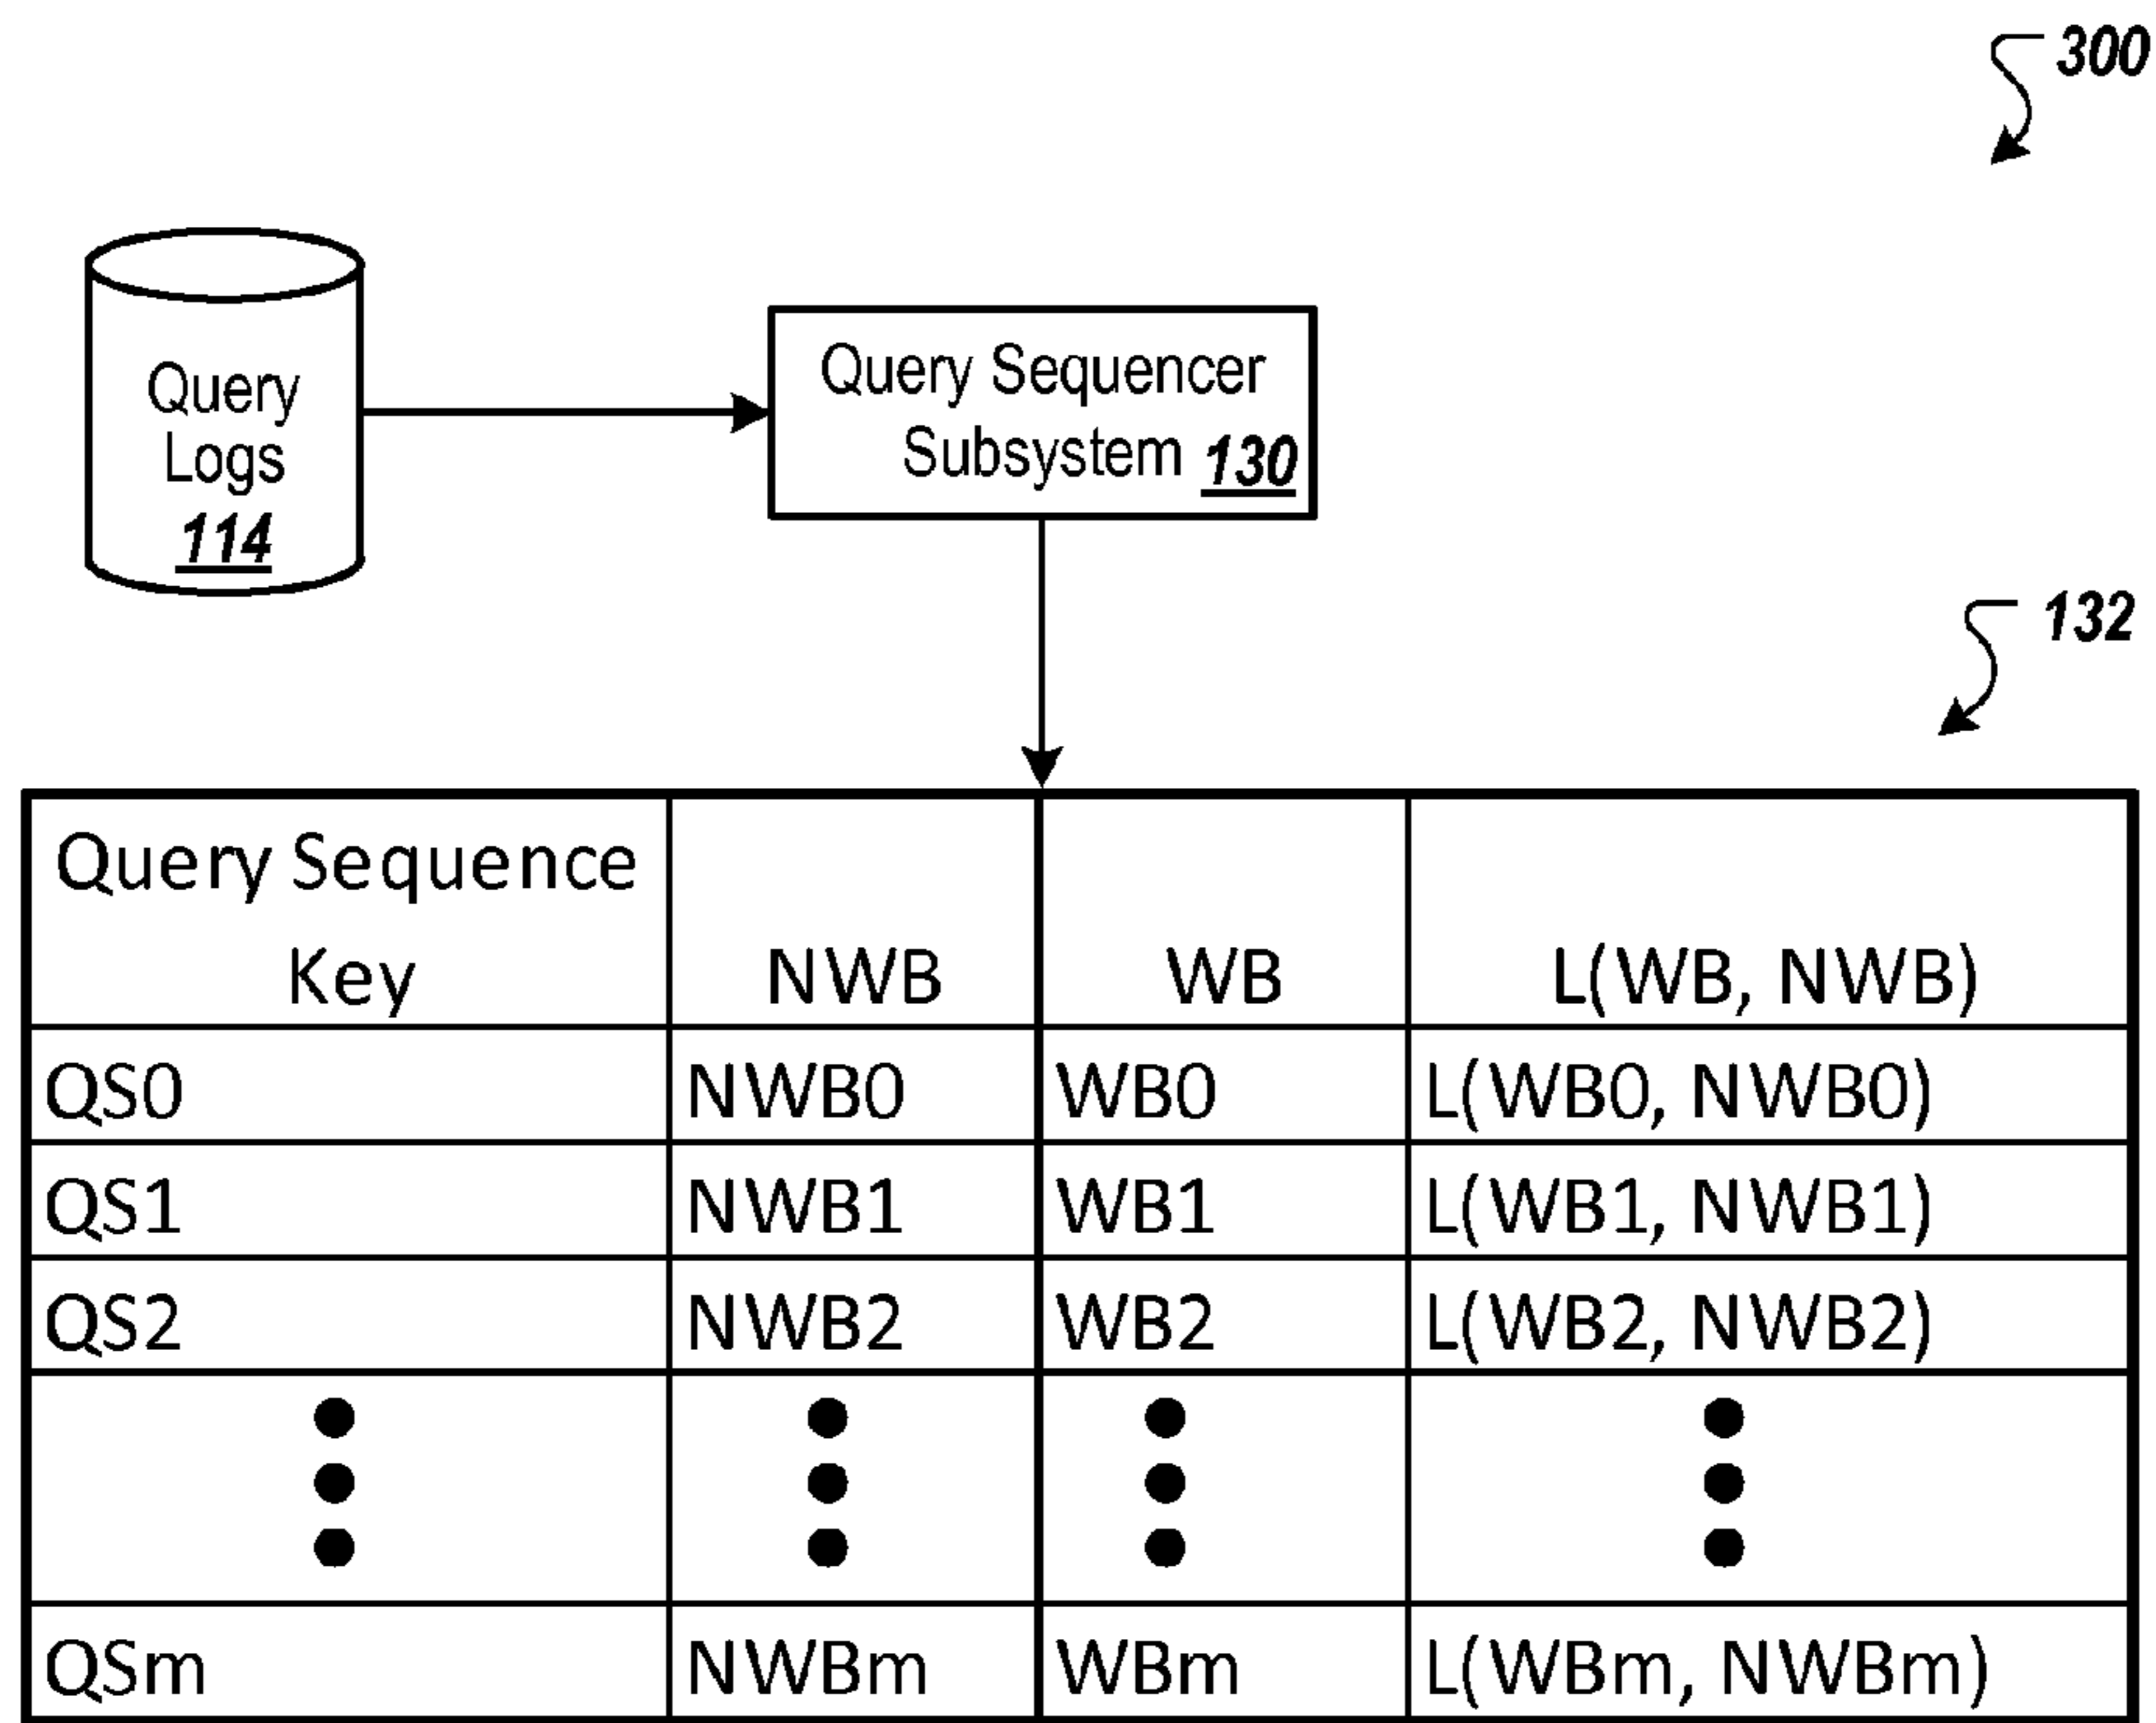 300
Query
Logs
114
Query Sequencer
Subsystem 130
132
Query Sequence
Key NWB WB L(WB, NWB)
QS0 NWB0 WB0 L(WB0, NWB0)
QS1 NWB1 WB1 L(WB1, NWB1)
QS2 NWB2 WB2 L(WB2, NWB2)
QSm NWBm WBm L(WBm, NWBm)